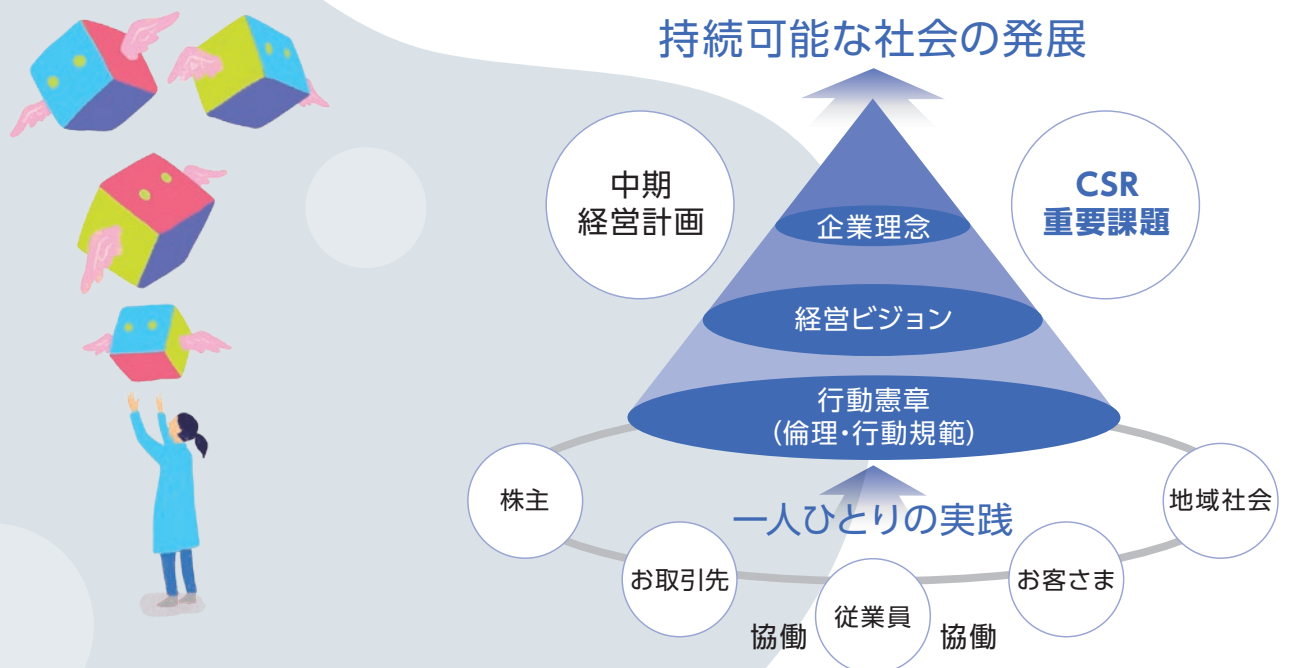 持続可能な社会の発展
中期
経営計画
CSR
重要課題
企業理念
経営ビジョン
行動憲章
(倫理・行動規範)
一人ひとりの実践
株主
地域社会
お取引先
お客さま
従業員
協働
協働